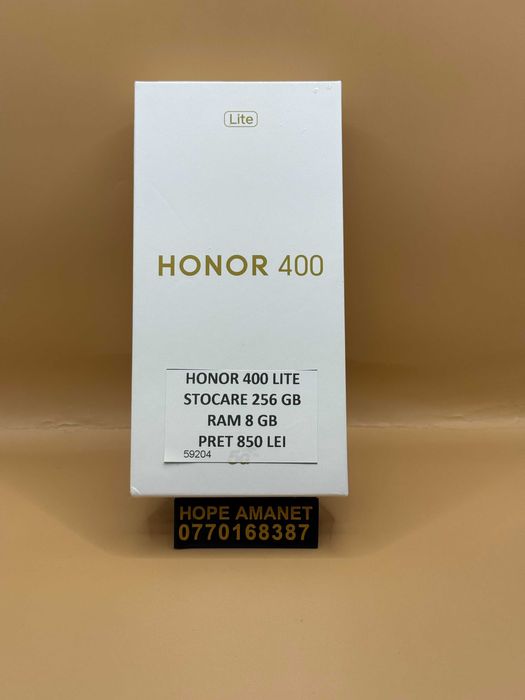 Lite
HONOR 400
HONOR 400 LITE
STOCARE 256 GB
RAM 8 GB
PRET 850 LEI
59204
5G
HOPE AMANET
0770168387